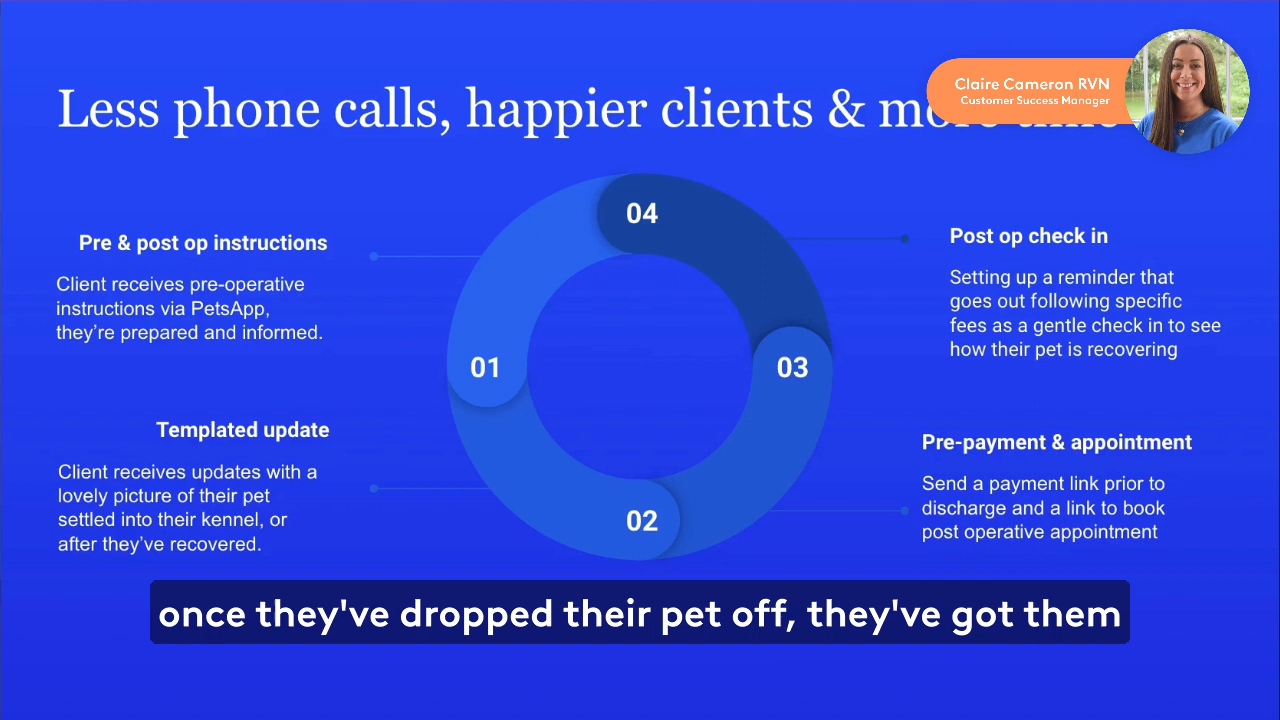 Claire Cameron RVN
Customer Success Manager
Less phone calls, happier clients & more time
Pre & post op instructions
Client receives pre-operative
instructions via PetsApp,
they’re prepared and informed.
01
Templated update
Client receives updates with a
lovely picture of their pet
settled into their kennel, or
after they’ve recovered.
02
04
Post op check in
Setting up a reminder that
goes out following specific
fees as a gentle check in to see
how their pet is recovering
03
Pre-payment & appointment
Send a payment link prior to
discharge and a link to book
post operative appointment
once they've dropped their pet off, they've got them